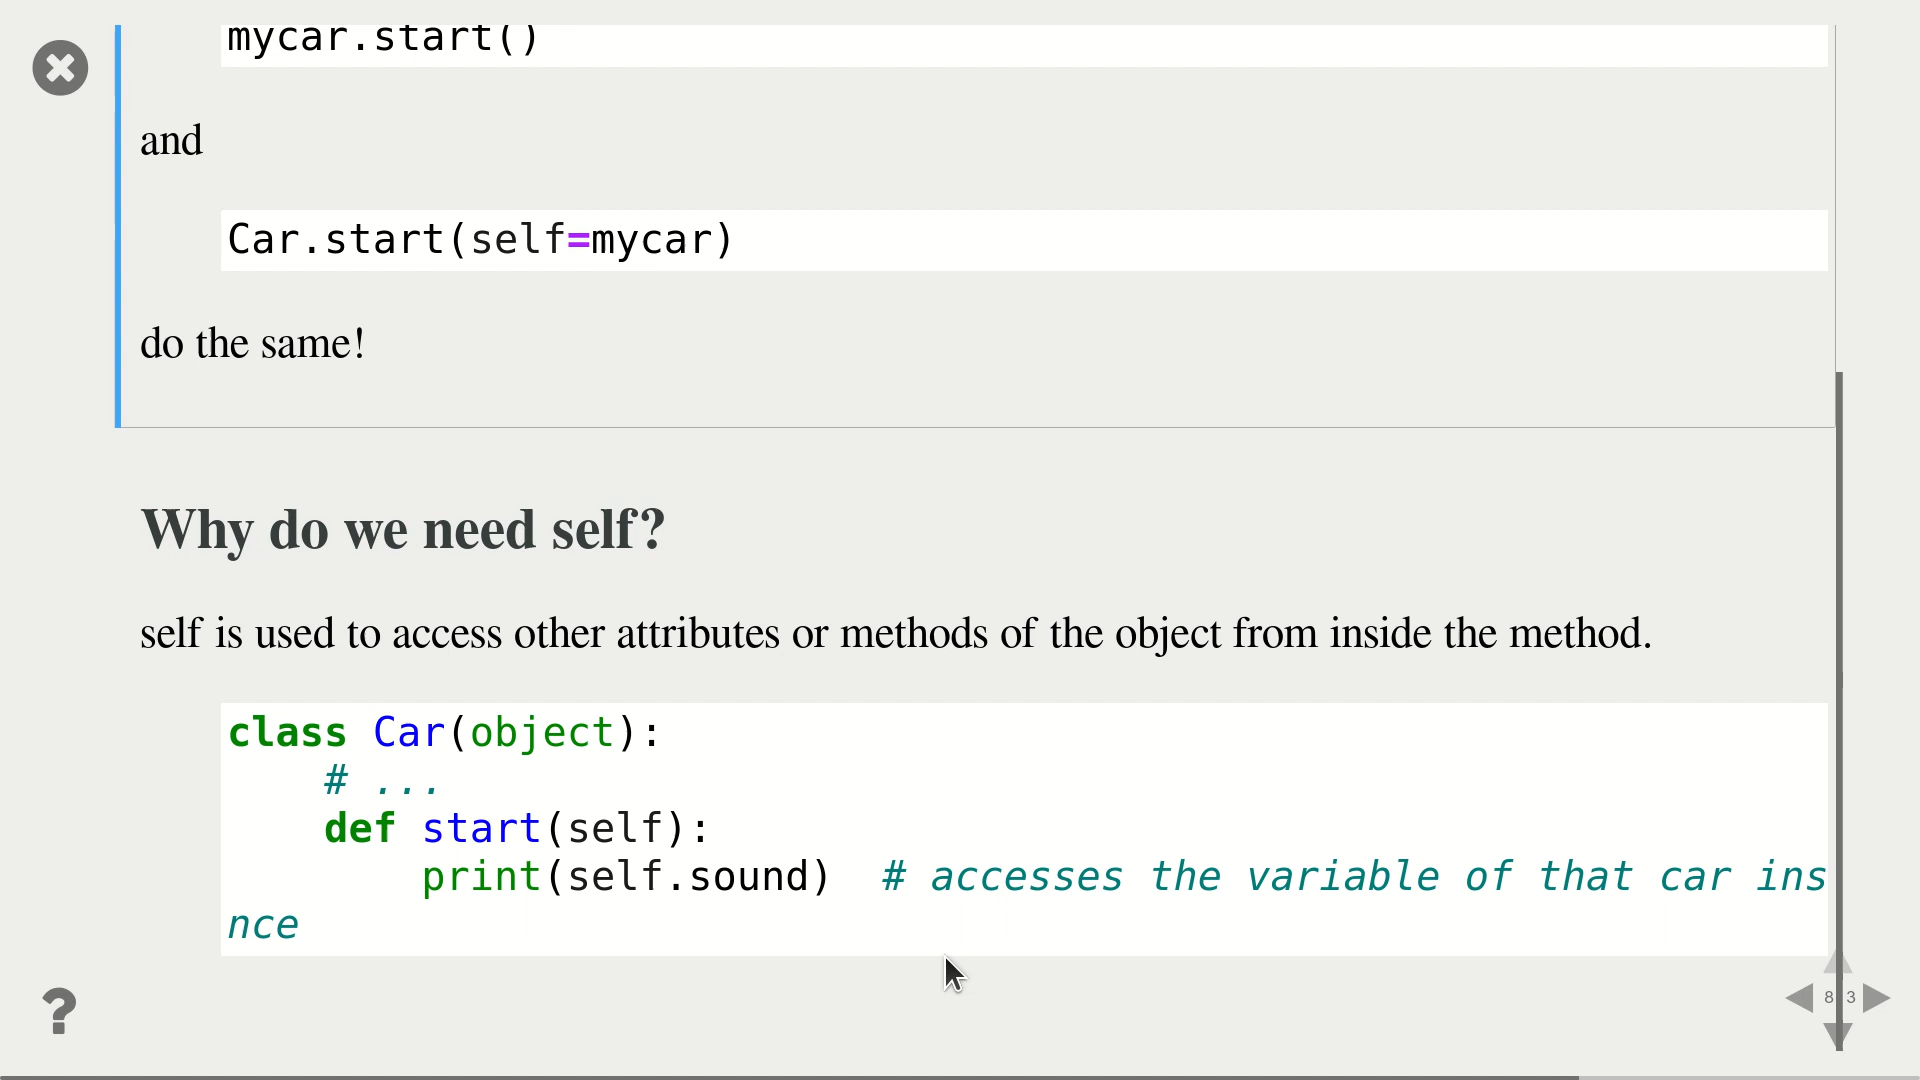 mycar.start()
and
Car.start(self=mycar)
do the same!
Why do we need self?
self is used to access other attributes or methods of the object from inside the method.
class Car(object):
    # ...
    def start(self):
        print(self.sound)  # accesses the variable of that car ins
nce
?
8 3